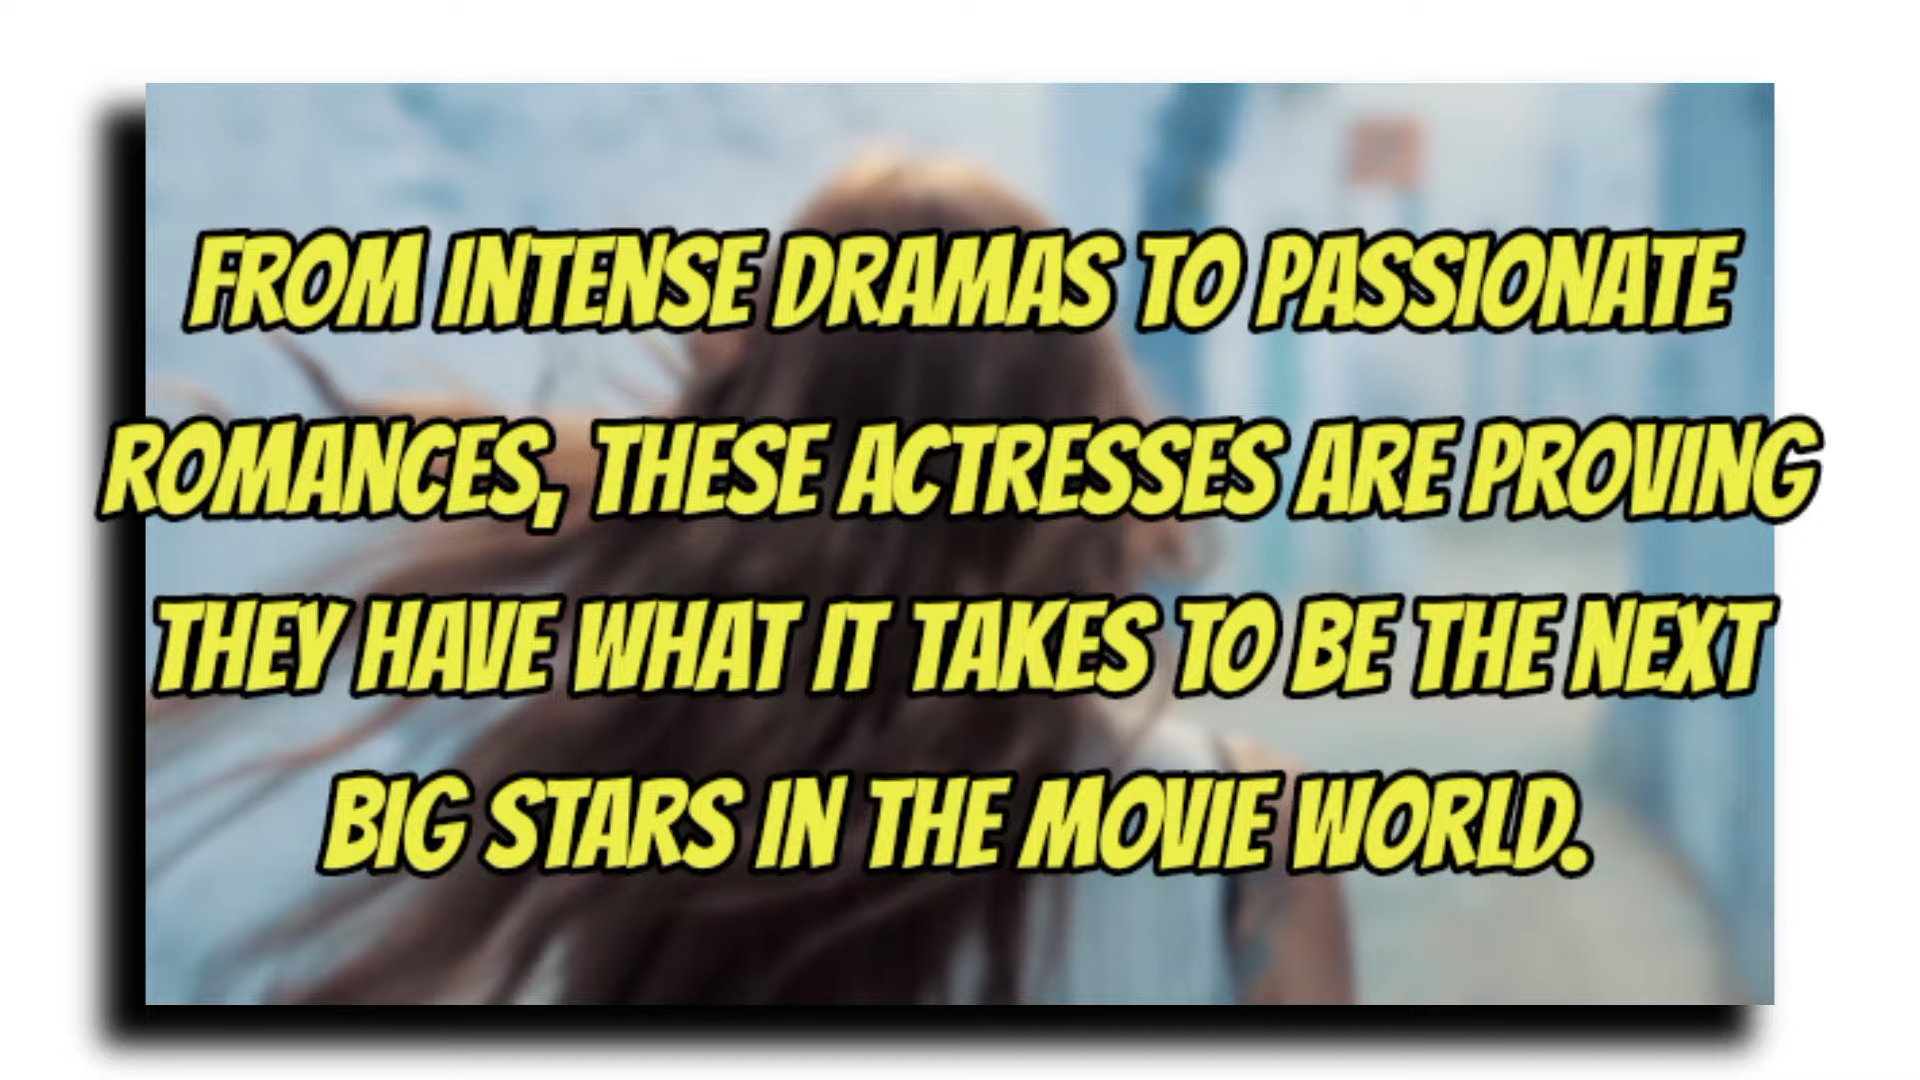 FROM INTENSE DRAMAS TO PASSIONATE
ROMANCES, THESE ACTRESSES ARE PROVING
THEY HAVE WHAT IT TAKES TO BE THE NEXT
BIG STARS IN THE MOVIE WORLD.